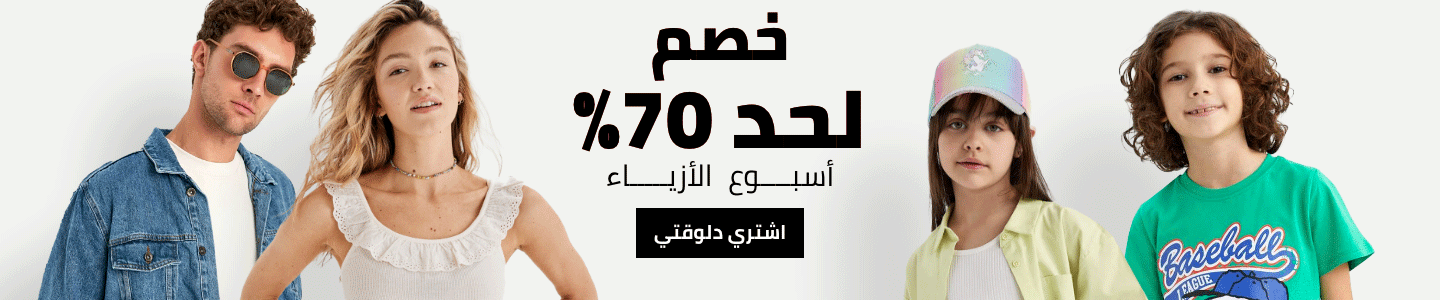 خصم
لحد 70%
أسبوع الأزياء
اشتري دلوقتي
Baseball
LEAGUE